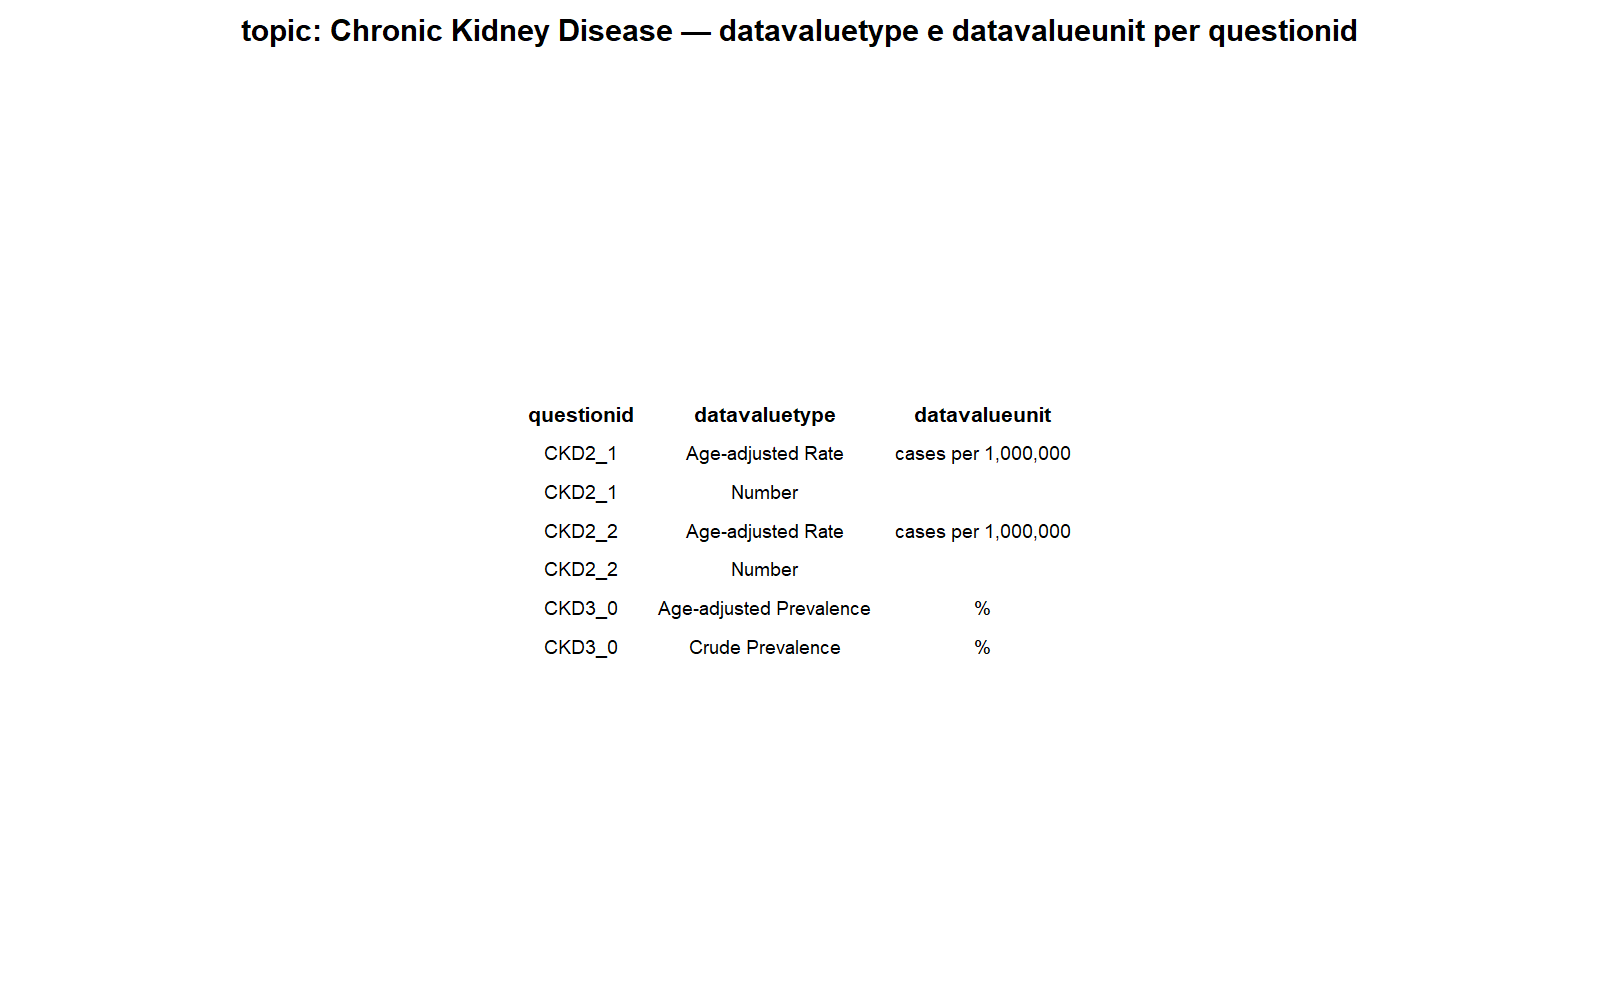 topic: Chronic Kidney Disease — datavaluetype e datavalueunit per questionid
questionid datavaluetype datavalueunit
CKD2_1 Age-adjusted Rate cases per 1,000,000
CKD2_1 Number
CKD2_2 Age-adjusted Rate cases per 1,000,000
CKD2_2 Number
CKD3_0 Age-adjusted Prevalence %
CKD3_0 Crude Prevalence %